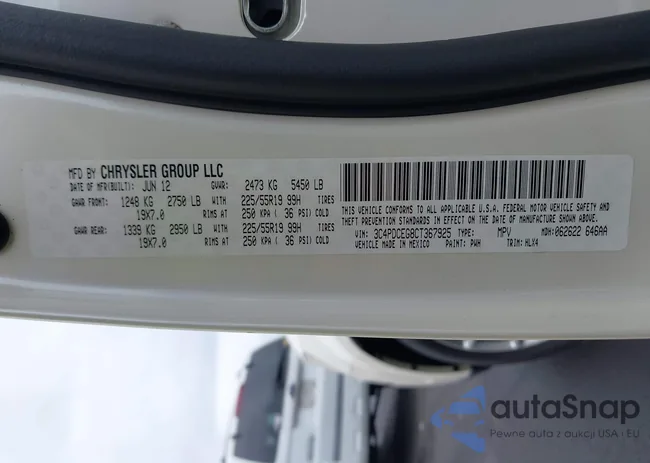 MFD BY CHRYSLER GROUP LLC
DATE OF MFR(BUILT): JUN 12 GVWR: 2473 KG 5450 LB
GAWR FRONT: 1248 KG 2750 LB WITH 225/55R19 99H TIRES
19X7.0 RIMS AT 250 KPA ( 36 PSI) COLD
GAWR REAR: 1339 KG 2950 LB WITH 225/55R19 99H TIRES
19X7.0 RIMS AT 250 KPA ( 36 PSI) COLD
THIS VEHICLE CONFORMS TO ALL APPLICABLE U.S.A. FEDERAL MOTOR VEHICLE SAFETY AND
THEFT PREVENTION STANDARDS IN EFFECT ON THE DATE OF MANUFACTURE SHOWN ABOVE.
VIN: 3C4PDCEG8CT367925 TYPE: MPV MDH: 062622 646AA
VEHICLE MADE IN MEXICO PAINT: PWH TRIM: HLX4
autaSnap
Pewne auta z aukcji USA i EU